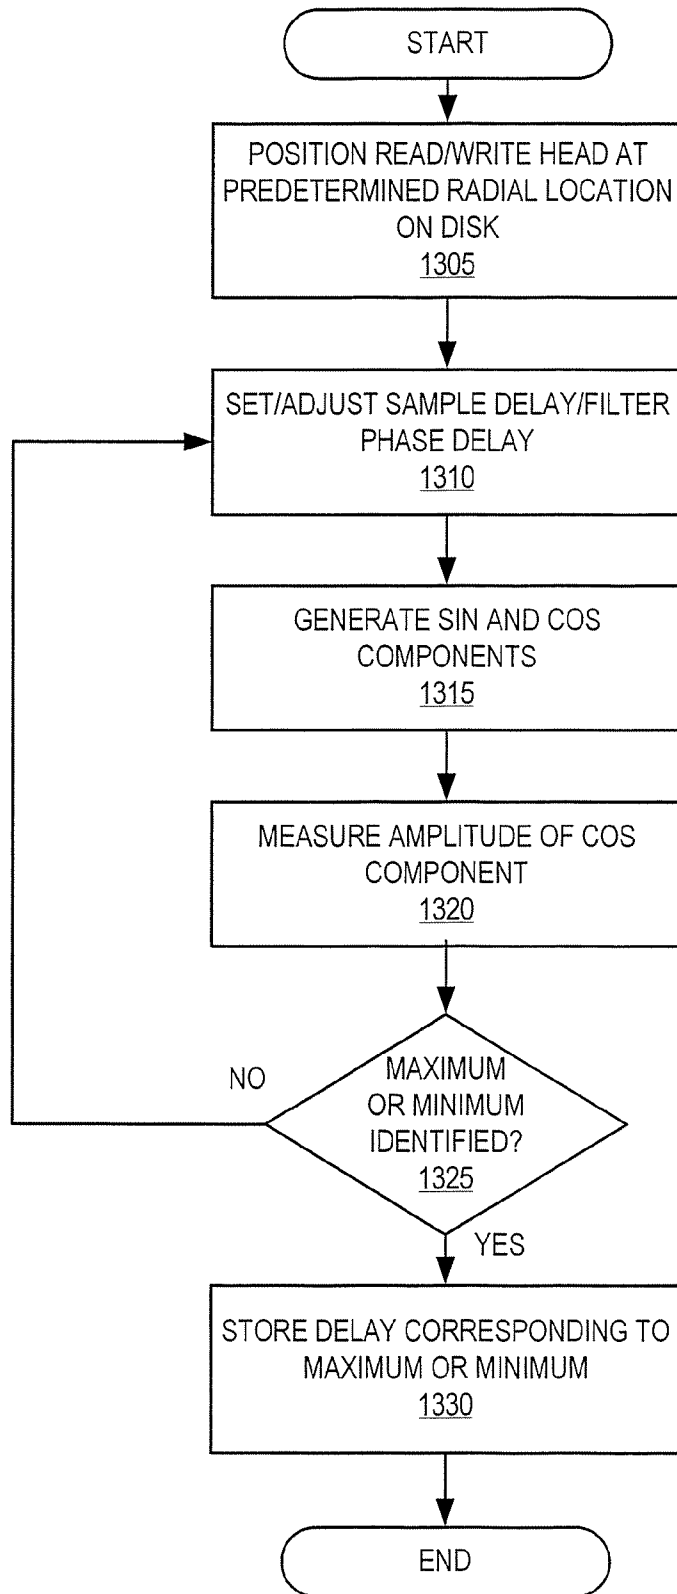 START
POSITION READ/WRITE HEAD AT
PREDETERMINED RADIAL LOCATION
ON DISK
1305
SET/ADJUST SAMPLE DELAY/FILTER
PHASE DELAY
1310
GENERATE SIN AND COS
COMPONENTS
1315
MEASURE AMPLITUDE OF COS
COMPONENT
1320
NO
MAXIMUM
OR MINIMUM
IDENTIFIED?
1325
YES
STORE DELAY CORRESPONDING TO
MAXIMUM OR MINIMUM
1330
END